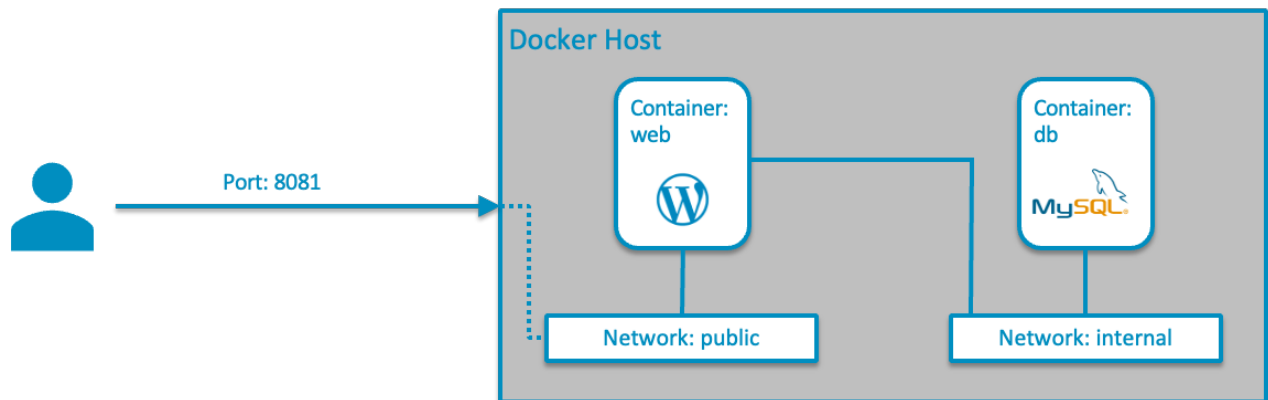 Docker Host
Container:
web
Container:
db
Port: 8081
MySQL
Network: public
Network: internal